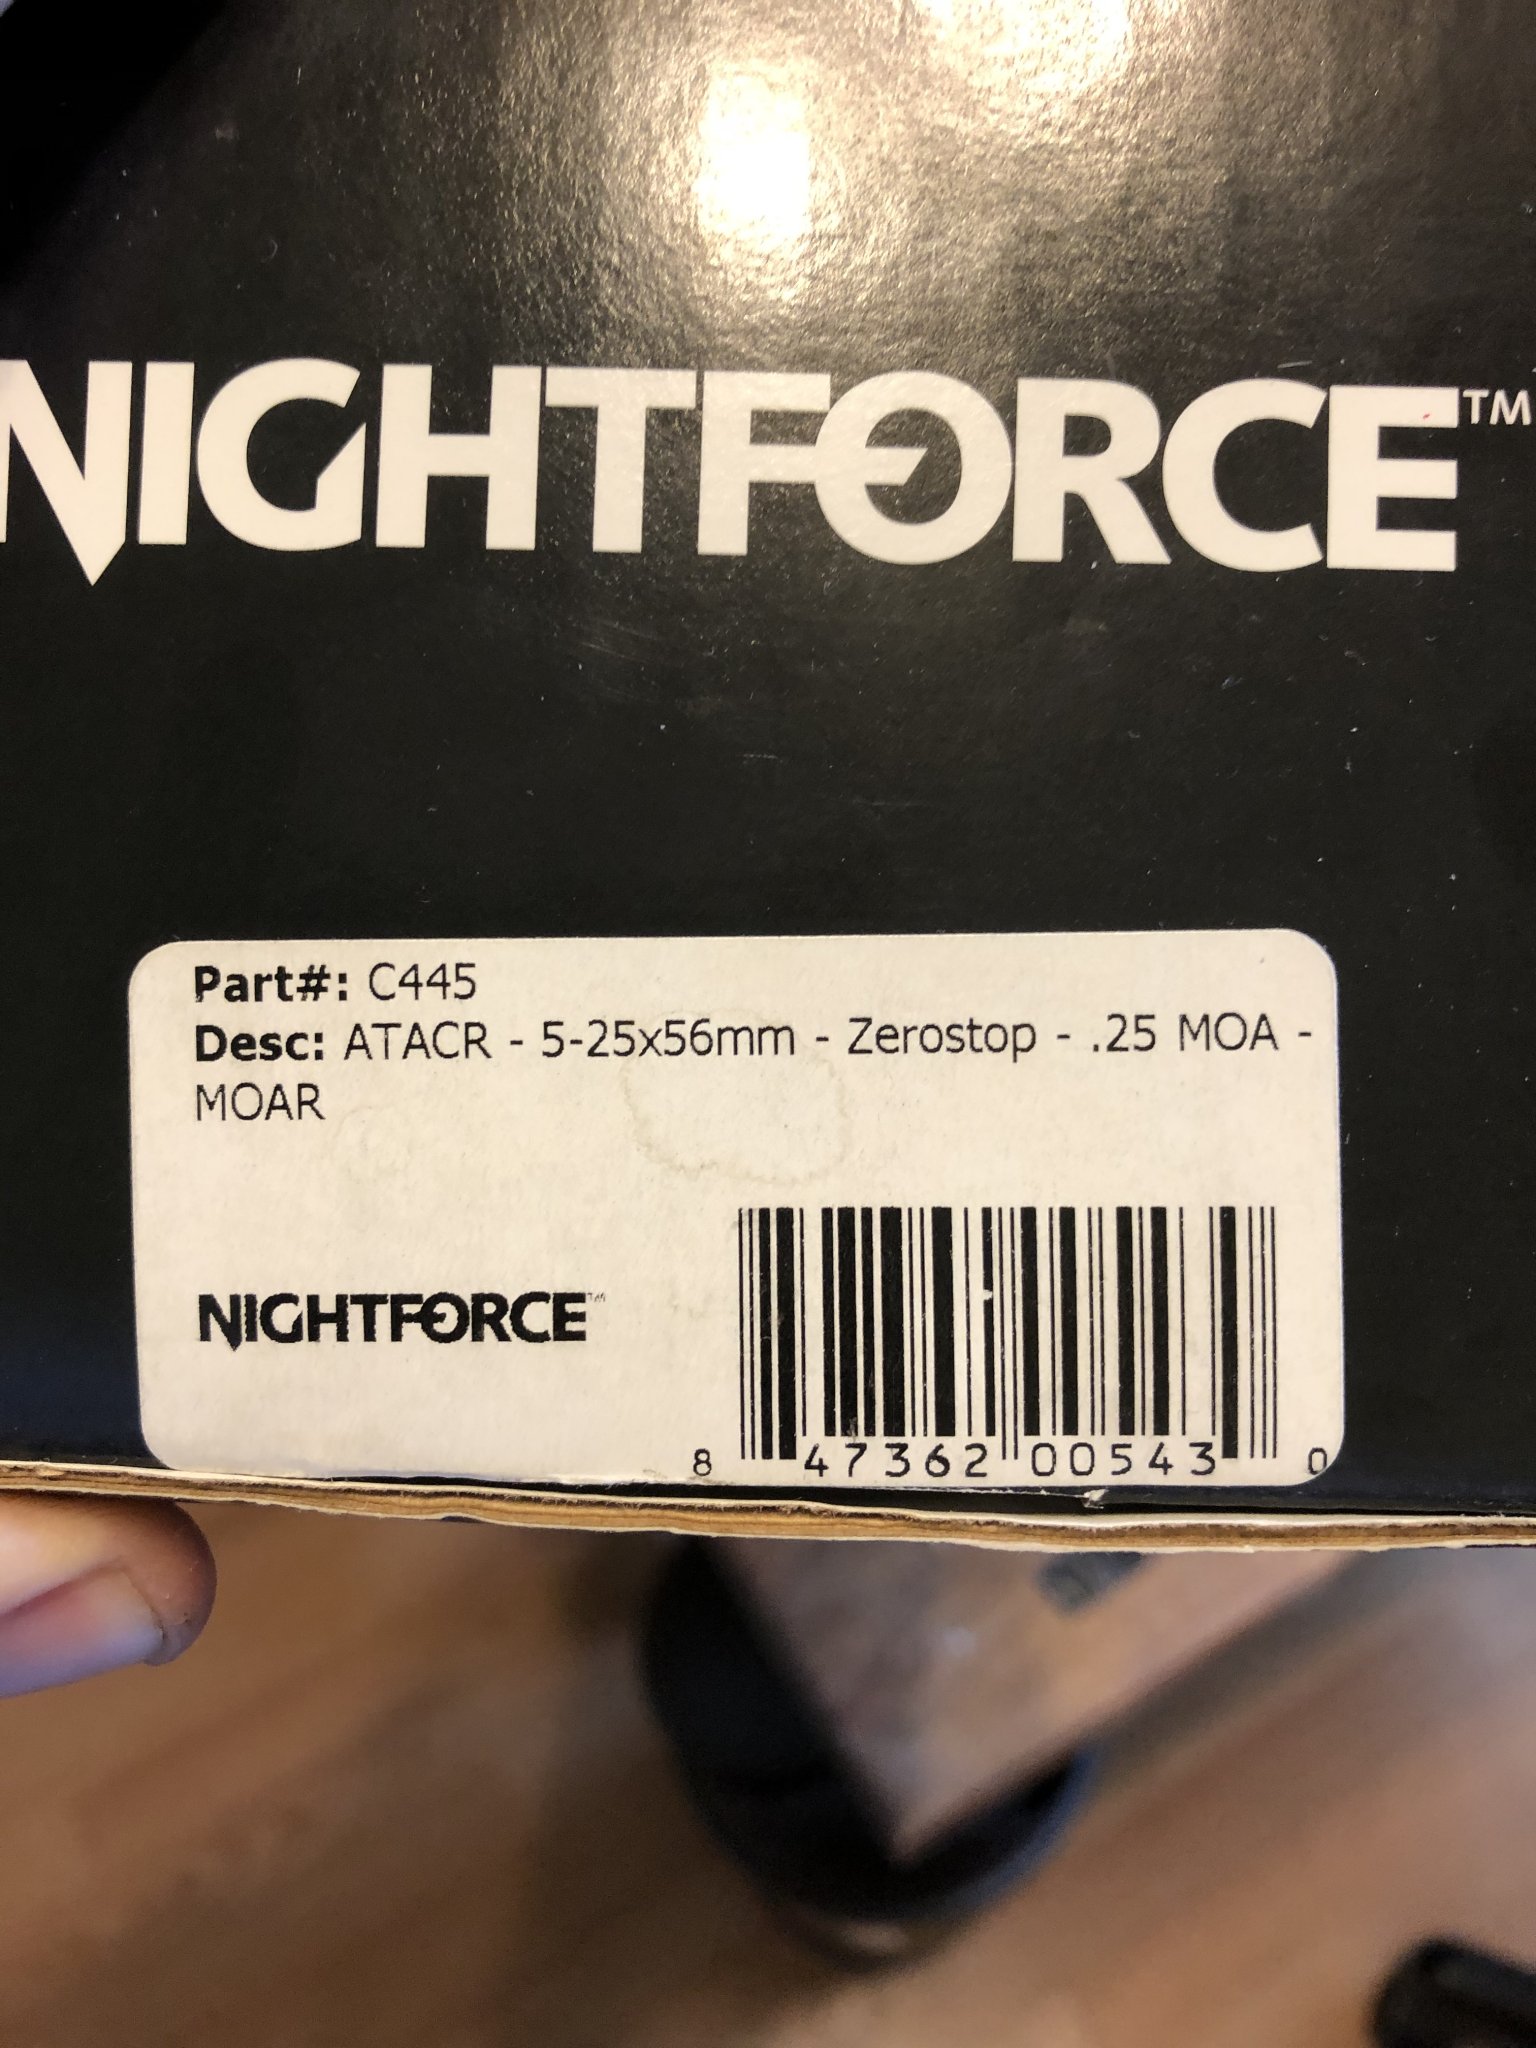 NIGHTFORCE™
Part#: C445
Desc: ATACR - 5-25x56mm - Zerostop - .25 MOA -
MOAR
NIGHTFORCE™
8 47362 00543 0